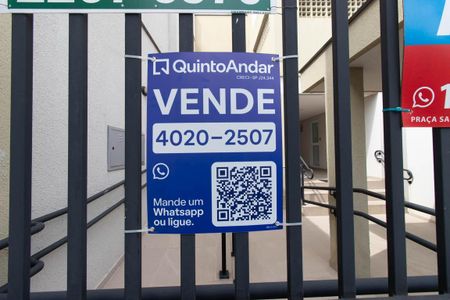 QuintoAndar
CRECI-SP J24.344
VENDE
4020-2507
Mande um
Whatsapp
ou ligue.
PRAÇA SA